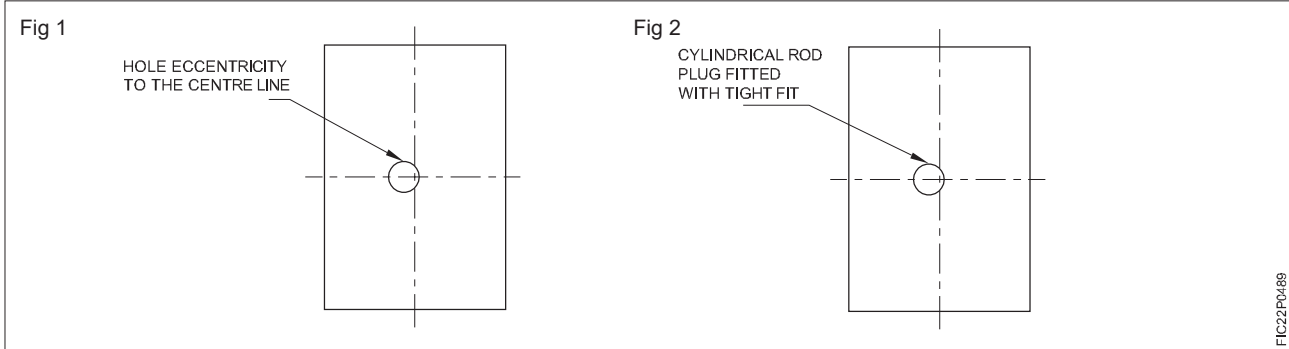 Fig 1
HOLE ECCENTRICITY
TO THE CENTRE LINE
Fig 2
CYLINDRICAL ROD
PLUG FITTED
WITH TIGHT FIT
FIC22P0489